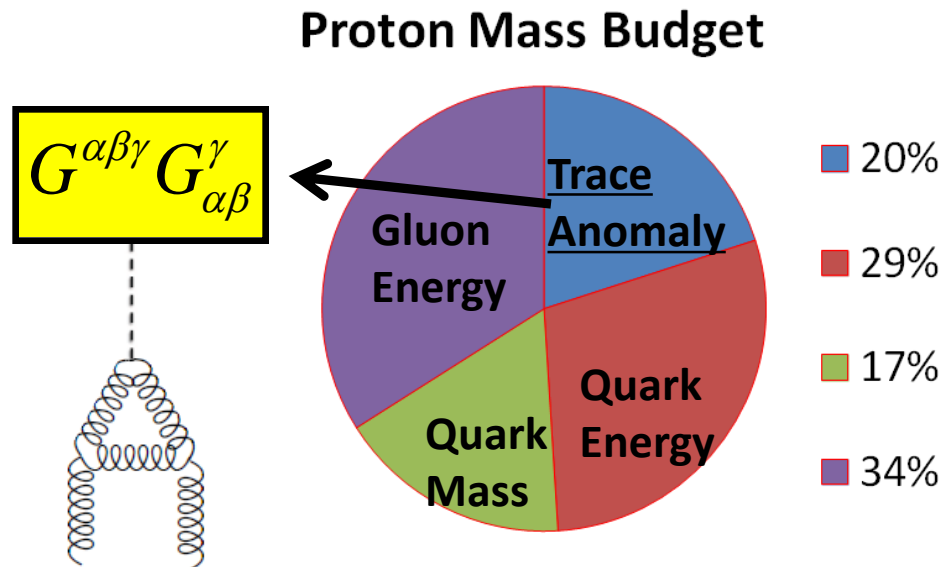 Proton Mass Budget
G^{αβγ} G^{γ}_{αβ}
Trace
Anomaly
Gluon
Energy
Quark
Energy
Quark
Mass
20%
29%
17%
34%